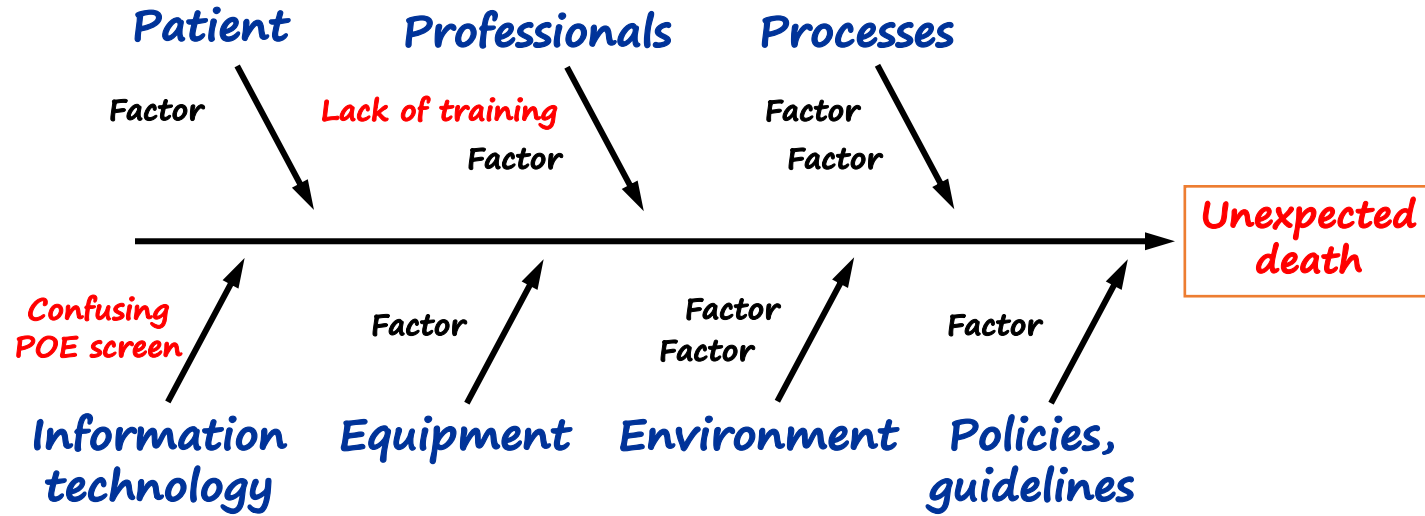 Patient
Professionals
Processes
Factor
Lack of training
Factor
Factor
Factor
Unexpected
death
Confusing
POE screen
Factor
Factor
Factor
Factor
Information
technology
Equipment
Environment
Policies,
guidelines